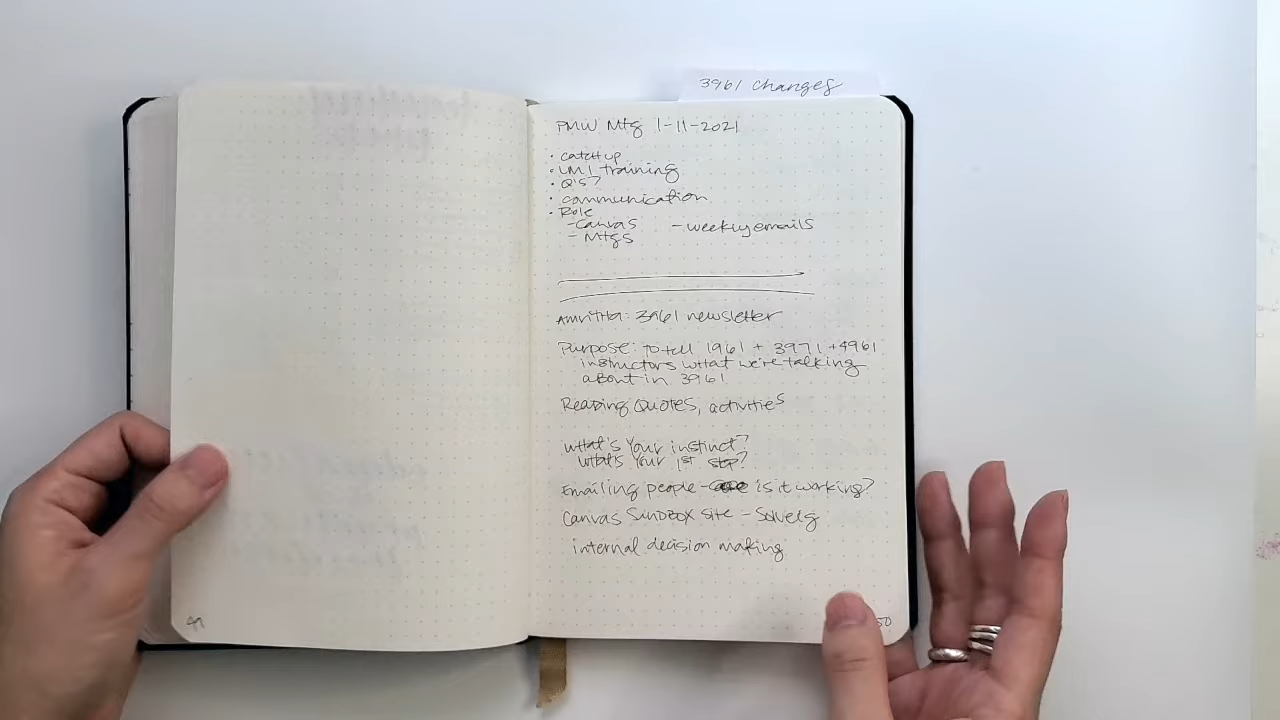 3961 changes
PMW Mtg 1-11-2021
• catch up
• UM 1 training
• Q's?
• communication
• Role
- Canvas - weekly emails
- Mtgs
Amritha: 3961 newsletter
Purpose: to tell 1961 + 3971 + 4961
instructors what we're talking
about in 3961
Reading Quotes, activities
what's your instinct?
what's your 1st step?
Emailing people - is it working?
Canvas Sandbox site - Solveig
internal decision making
49
50